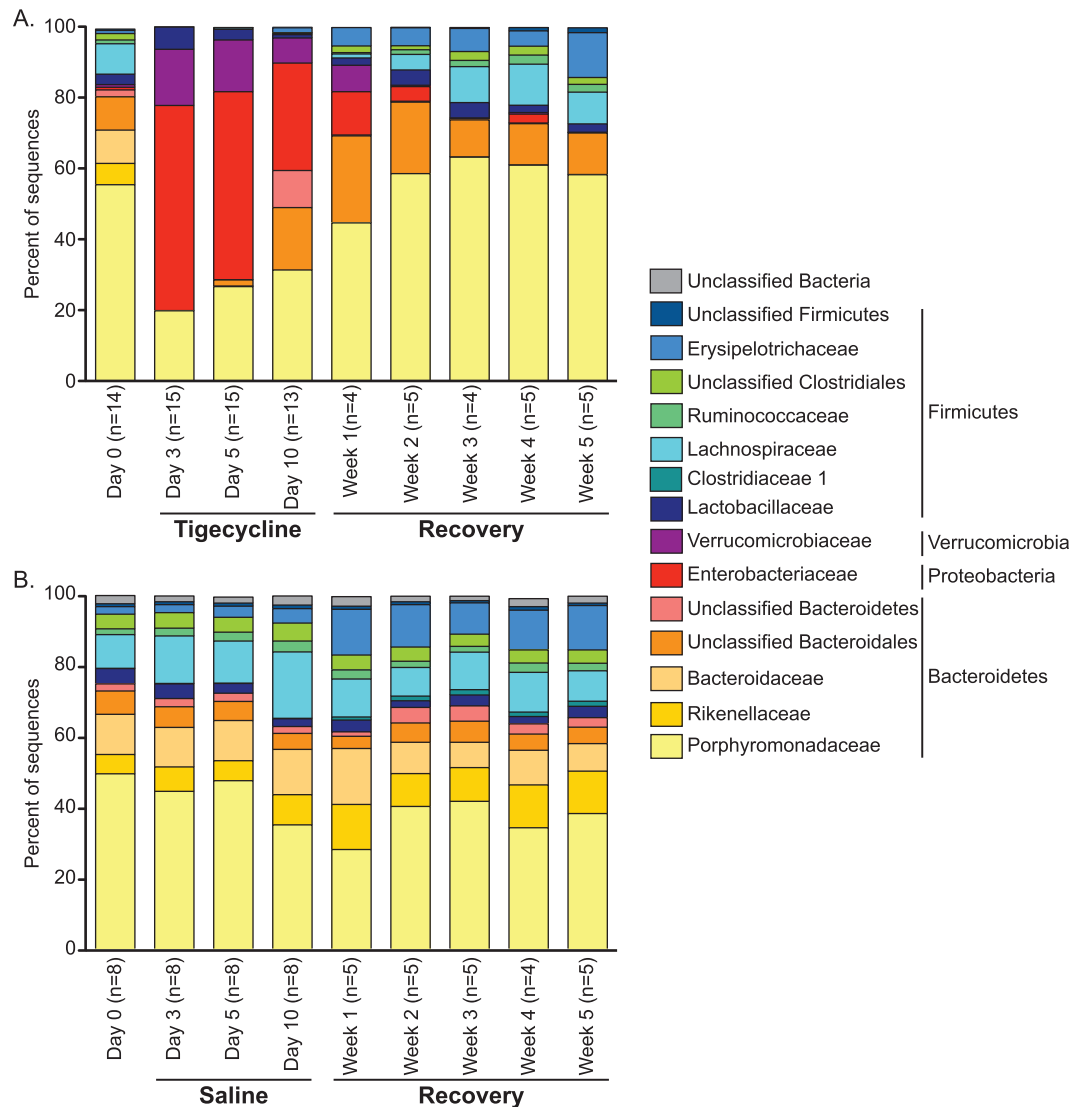 A.
Percent of sequences
100
80
60
40
20
0
Day 0 (n=14)
Day 3 (n=15)
Day 5 (n=15)
Day 10 (n=13)
Week 1(n=4)
Week 2 (n=5)
Week 3 (n=4)
Week 4 (n=5)
Week 5 (n=5)
Tigecycline
Recovery
Unclassified Bacteria
Unclassified Firmicutes
Erysipelotrichaceae
Unclassified Clostridiales
Ruminococcaceae
Lachnospiraceae
Clostridiaceae 1
Lactobacillaceae
Verrucomicrobiaceae
Enterobacteriaceae
Unclassified Bacteroidetes
Unclassified Bacteroidales
Bacteroidaceae
Rikenellaceae
Porphyromonadaceae
Firmicutes
Verrucomicrobia
Proteobacteria
Bacteroidetes
B.
Percent of sequences
100
80
60
40
20
0
Day 0 (n=8)
Day 3 (n=8)
Day 5 (n=8)
Day 10 (n=8)
Week 1 (n=5)
Week 2 (n=5)
Week 3 (n=5)
Week 4 (n=4)
Week 5 (n=5)
Saline
Recovery